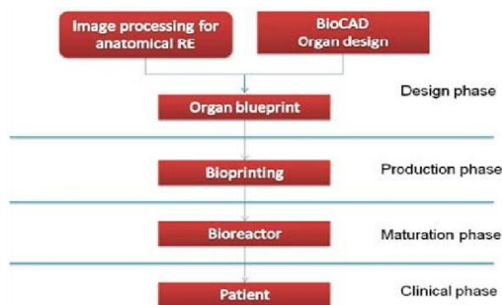 Image processing for
anatomical RE
BioCAD
Organ design
Design phase
Organ blueprint
Bioprinting
Production phase
Bioreactor
Maturation phase
Patient
Clinical phase